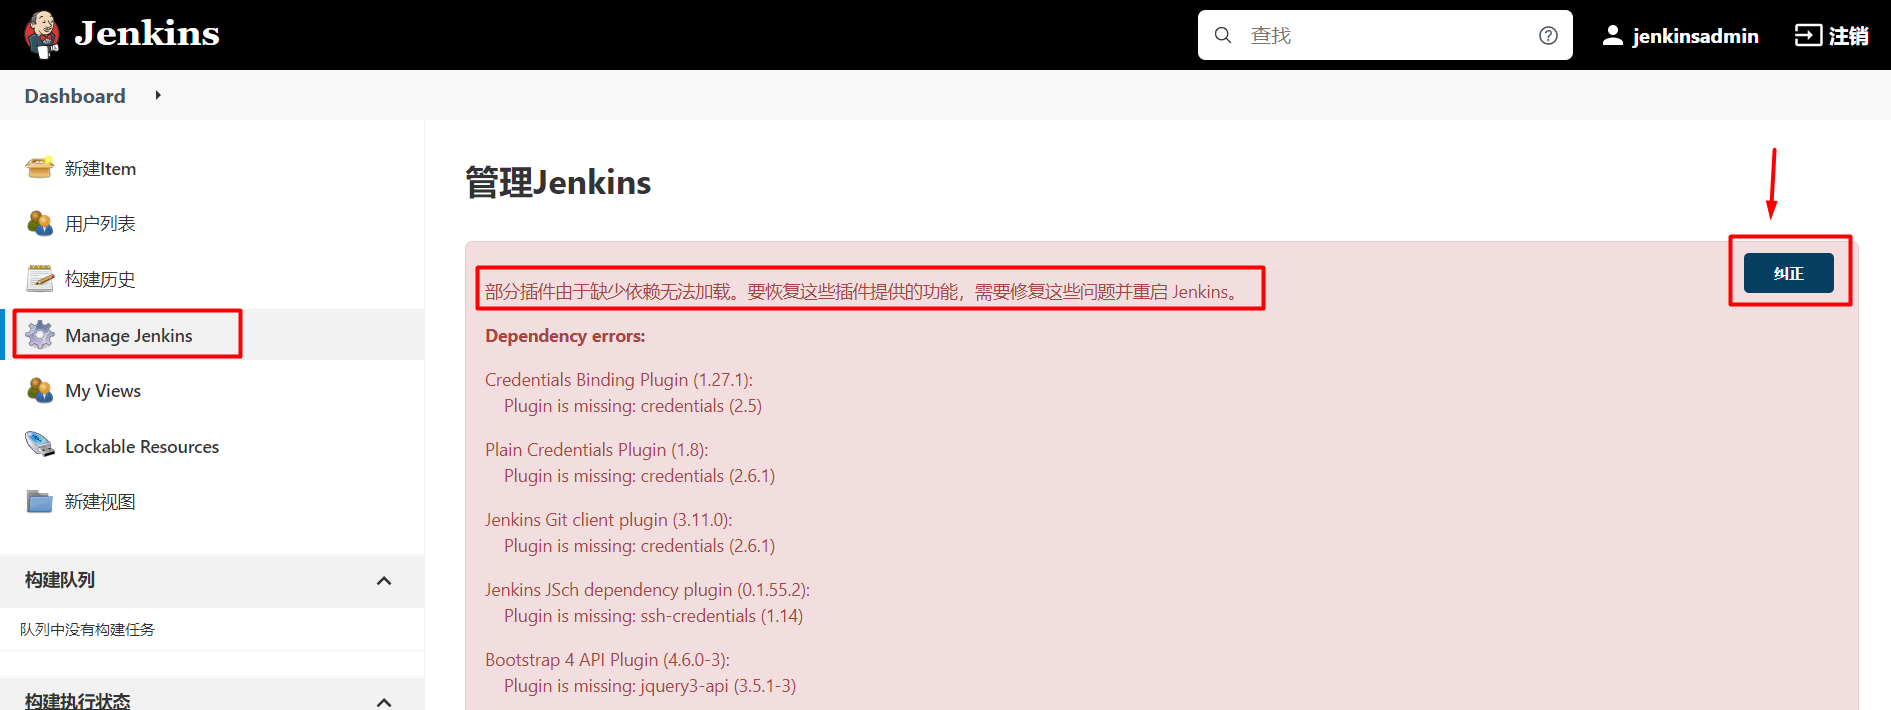 Jenkins
查找
jenkinsadmin
注销
Dashboard
新建Item
用户列表
构建历史
Manage Jenkins
My Views
Lockable Resources
新建视图
构建队列
队列中没有构建任务
构建执行状态
管理Jenkins
纠正
部分插件由于缺少依赖无法加载。要恢复这些插件提供的功能，需要修复这些问题并重启 Jenkins。
Dependency errors:
Credentials Binding Plugin (1.27.1):
Plugin is missing: credentials (2.5)
Plain Credentials Plugin (1.8):
Plugin is missing: credentials (2.6.1)
Jenkins Git client plugin (3.11.0):
Plugin is missing: credentials (2.6.1)
Jenkins JSch dependency plugin (0.1.55.2):
Plugin is missing: ssh-credentials (1.14)
Bootstrap 4 API Plugin (4.6.0-3):
Plugin is missing: jquery3-api (3.5.1-3)